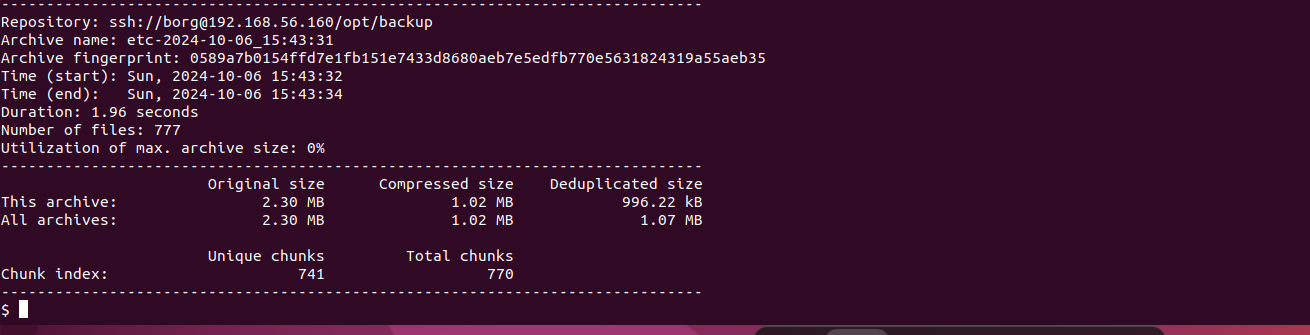 ------------------------------------------------------------------------------
Repository: ssh://borg@192.168.56.160/opt/backup
Archive name: etc-2024-10-06_15:43:31
Archive fingerprint: 0589a7b0154ffd7e1fb151e7433d8680aeb7e5edfb770e5631824319a55aeb35
Time (start): Sun, 2024-10-06 15:43:32
Time (end):   Sun, 2024-10-06 15:43:34
Duration: 1.96 seconds
Number of files: 777
Utilization of max. archive size: 0%
------------------------------------------------------------------------------
                       Original size      Compressed size    Deduplicated size
This archive:                2.30 MB              1.02 MB            996.22 kB
All archives:                2.30 MB              1.02 MB              1.07 MB
                       Unique chunks         Total chunks
Chunk index:                     741                  770
------------------------------------------------------------------------------
$